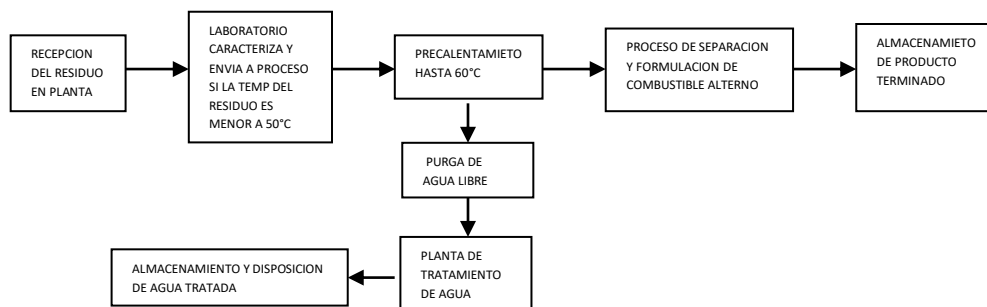 RECEPCION
DEL RESIDUO
EN PLANTA
LABORATORIO
CARACTERIZA Y
ENVIA A PROCESO
SI LA TEMP DEL
RESIDUO ES
MENOR A 50°C
PRECALENTAMIETO
HASTA 60°C
PROCESO DE SEPARACION
Y FORMULACION DE
COMBUSTIBLE ALTERNO
ALMACENAMIETO
DE PRODUCTO
TERMINADO
PURGA DE
AGUA LIBRE
PLANTA DE
TRATAMIENTO
DE AGUA
ALMACENAMIENTO Y DISPOSICION
DE AGUA TRATADA